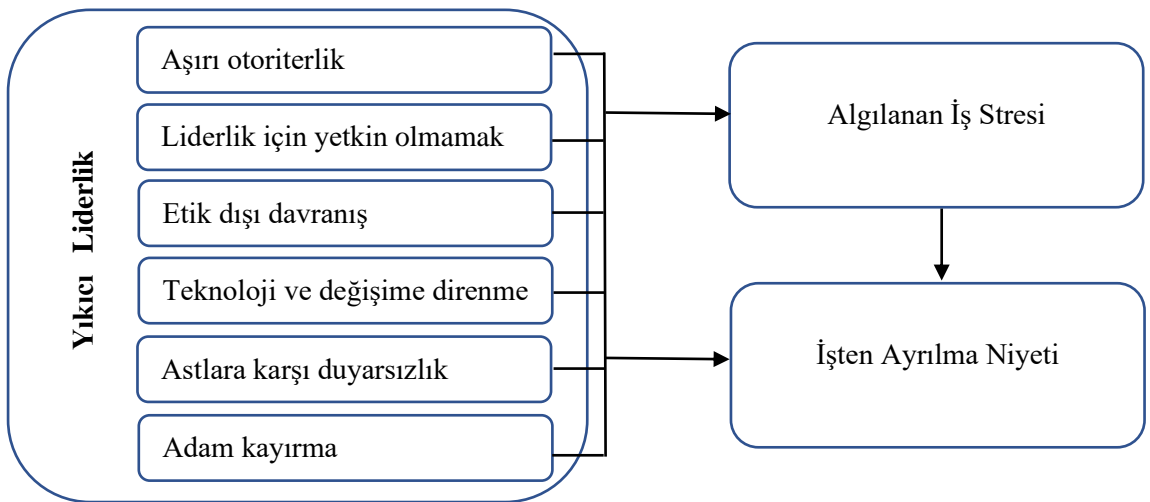 Yıkıcı Liderlik
Aşırı otoriterlik
Liderlik için yetkin olmamak
Etik dışı davranış
Teknoloji ve değişime direnme
Astlara karşı duyarsızlık
Adam kayırma
Algılanan İş Stresi
İşten Ayrılma Niyeti